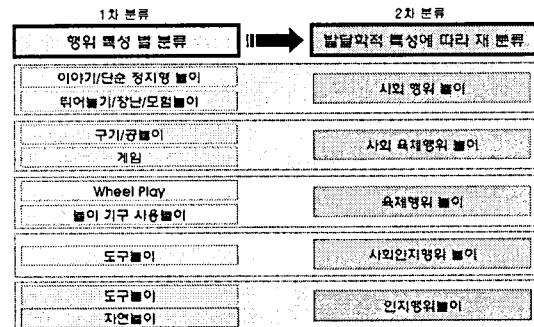 1차 분류
2차 분류
행위 특성 별 분류
발달학적 특성에 따라 재 분류
이야기/단순 정지형 놀이
뛰어놀기/장난/모험놀이
사회 행위 놀이
구기/공놀이
게임
사회 육체행위 놀이
Wheel Play
놀이 기구 사용놀이
육체행위 놀이
도구놀이
사회인지행위 놀이
도구놀이
자연놀이
인지행위놀이